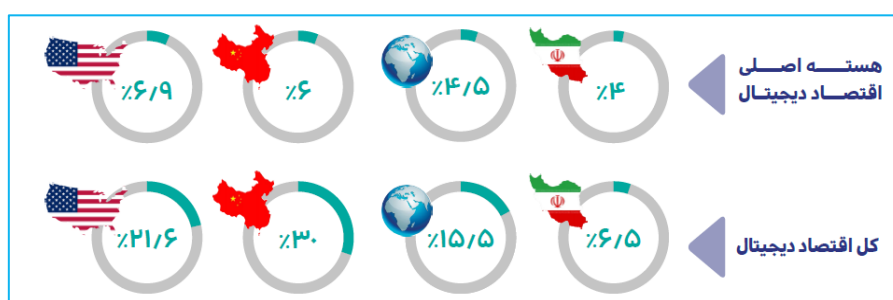 هسته اصلی
اقتصاد دیجیتال
٪۴
٪۴/۵
٪۶
٪۶/۹
کل اقتصاد دیجیتال
٪۶/۵
٪۱۵/۵
٪۳۰
٪۲۱/۶